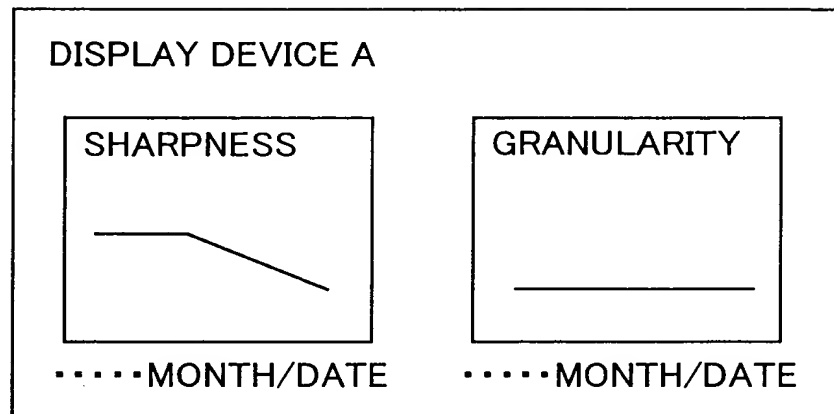 DISPLAY DEVICE A
SHARPNESS
GRANULARITY
·····MONTH/DATE
·····MONTH/DATE